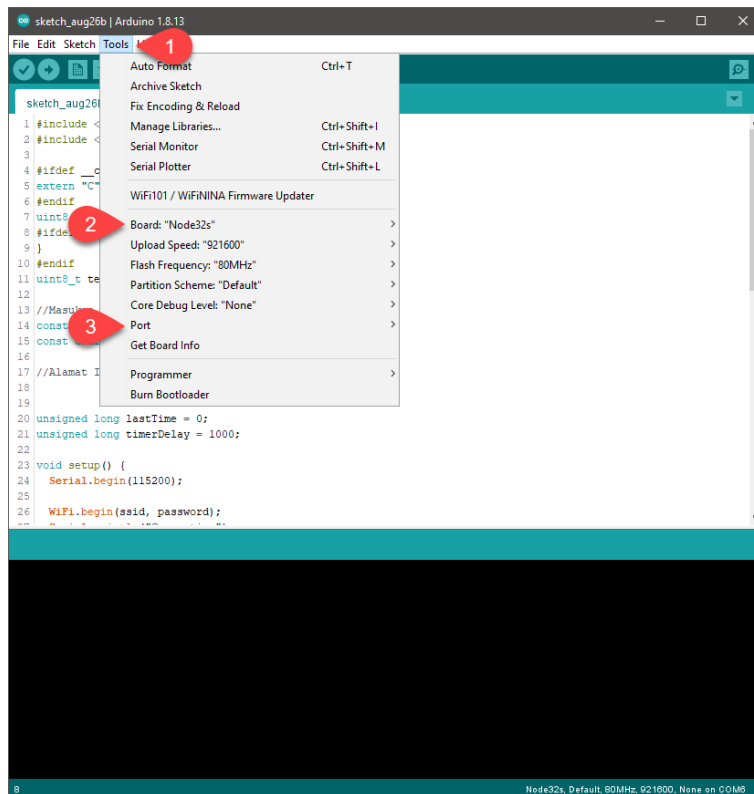 sketch_aug26b | Arduino 1.8.13
File Edit Sketch Tools
1
Auto Format Ctrl+T
Archive Sketch
Fix Encoding & Reload
Manage Libraries... Ctrl+Shift+I
Serial Monitor Ctrl+Shift+M
Serial Plotter Ctrl+Shift+L
WiFi101 / WiFiNINA Firmware Updater
2
Board: "Node32s"
Upload Speed: "921600"
Flash Frequency: "80MHz"
Partition Scheme: "Default"
Core Debug Level: "None"
3
Port
Get Board Info
Programmer
Burn Bootloader
sketch_aug26
1 #include <
2 #include <
3
4 #ifdef
5 extern "C"
6 #endif
7 uint8
8
9 }
10 #endif
11 uint8_t te
12
13
14 const
15 const
16
17 //Alamat I
18
19
20 unsigned long lastTime = 0;
21 unsigned long timerDelay = 1000;
22
23 void setup() {
24 Serial.begin(115200);
25
26 WiFi.begin(ssid, password);
8
Node32s, Default, 80MHz, 921600, None on COM6